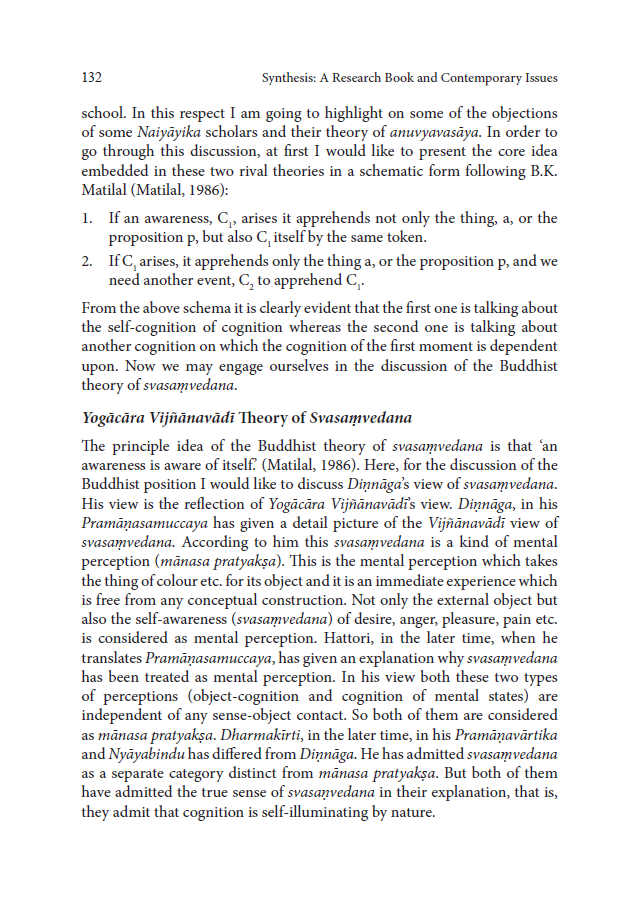 132 Synthesis: A Research Book and Contemporary Issues
school. In this respect I am going to highlight on some of the objections
of some Naiyāyika scholars and their theory of anuvyavasāya. In order to
go through this discussion, at first I would like to present the core idea
embedded in these two rival theories in a schematic form following B.K.
Matilal (Matilal, 1986):
1. If an awareness, C₁, arises it apprehends not only the thing, a, or the
proposition p, but also C₁ itself by the same token.
2. If C₁ arises, it apprehends only the thing a, or the proposition p, and we
need another event, C₂ to apprehend C₁.
From the above schema it is clearly evident that the first one is talking about
the self-cognition of cognition whereas the second one is talking about
another cognition on which the cognition of the first moment is dependent
upon. Now we may engage ourselves in the discussion of the Buddhist
theory of svasaṃvedana.
Yogācāra Vijñānavādī Theory of Svasaṃvedana
The principle idea of the Buddhist theory of svasaṃvedana is that ‘an
awareness is aware of itself.’ (Matilal, 1986). Here, for the discussion of the
Buddhist position I would like to discuss Diṇnāga’s view of svasaṃvedana.
His view is the reflection of Yogācāra Vijñānavādī’s view. Diṇnāga, in his
Pramāṇasamuccaya has given a detail picture of the Vijñānavādī view of
svasaṃvedana. According to him this svasaṃvedana is a kind of mental
perception (mānasa pratyakṣa). This is the mental perception which takes
the thing of colour etc. for its object and it is an immediate experience which
is free from any conceptual construction. Not only the external object but
also the self-awareness (svasaṃvedana) of desire, anger, pleasure, pain etc.
is considered as mental perception. Hattori, in the later time, when he
translates Pramāṇasamuccaya, has given an explanation why svasaṃvedana
has been treated as mental perception. In his view both these two types
of perceptions (object-cognition and cognition of mental states) are
independent of any sense-object contact. So both of them are considered
as mānasa pratyakṣa. Dharmakīrti, in the later time, in his Pramāṇavārtika
and Nyāyabindu has differed from Diṇnāga. He has admitted svasaṃvedana
as a separate category distinct from mānasa pratyakṣa. But both of them
have admitted the true sense of svasaṇvedana in their explanation, that is,
they admit that cognition is self-illuminating by nature.